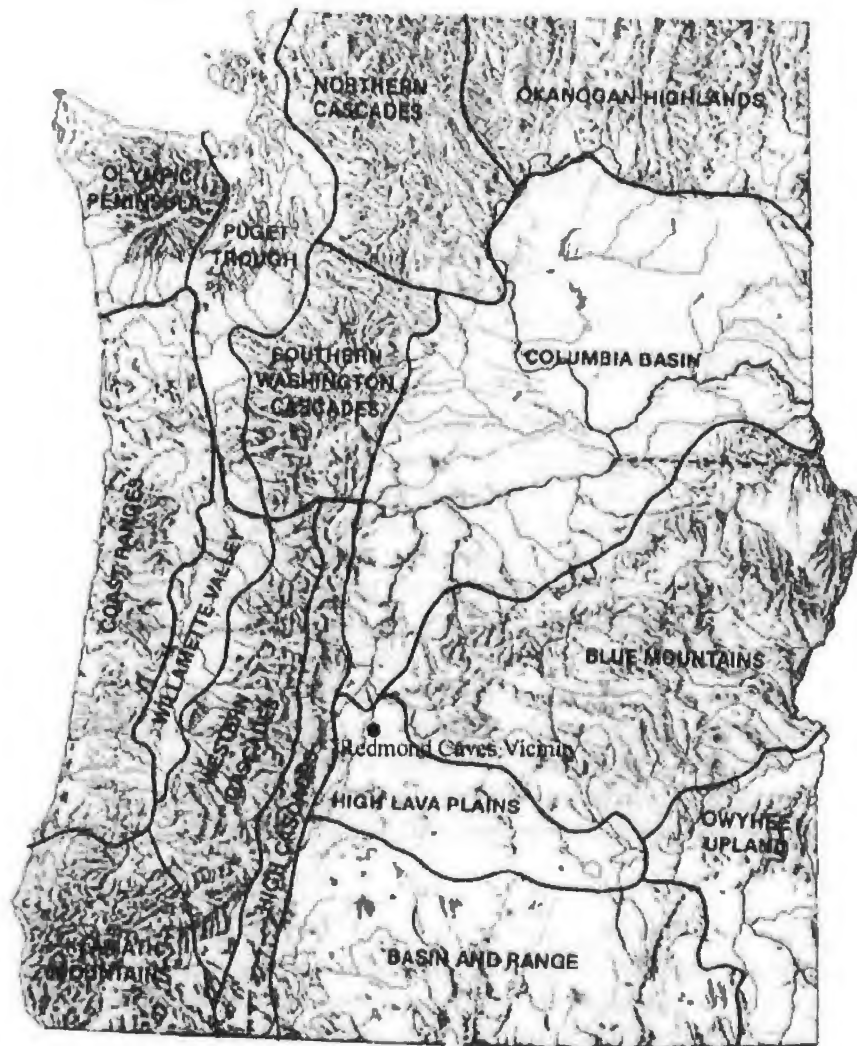 NORTHERN
CASCADES
OKANOGAN HIGHLANDS
OLYMPIC
PENINSULA
PUGET
TROUGH
SOUTHERN
WASHINGTON
CASCADES
COLUMBIA BASIN
COAST RANGES
WILLAMETTE VALLEY
WESTERN
CASCADES
HIGH CASCADES
BLUE MOUNTAINS
Redmond Caves Vicinity
HIGH LAVA PLAINS
OWYHEE
UPLAND
KLAMATH
MOUNTAINS
BASIN AND RANGE